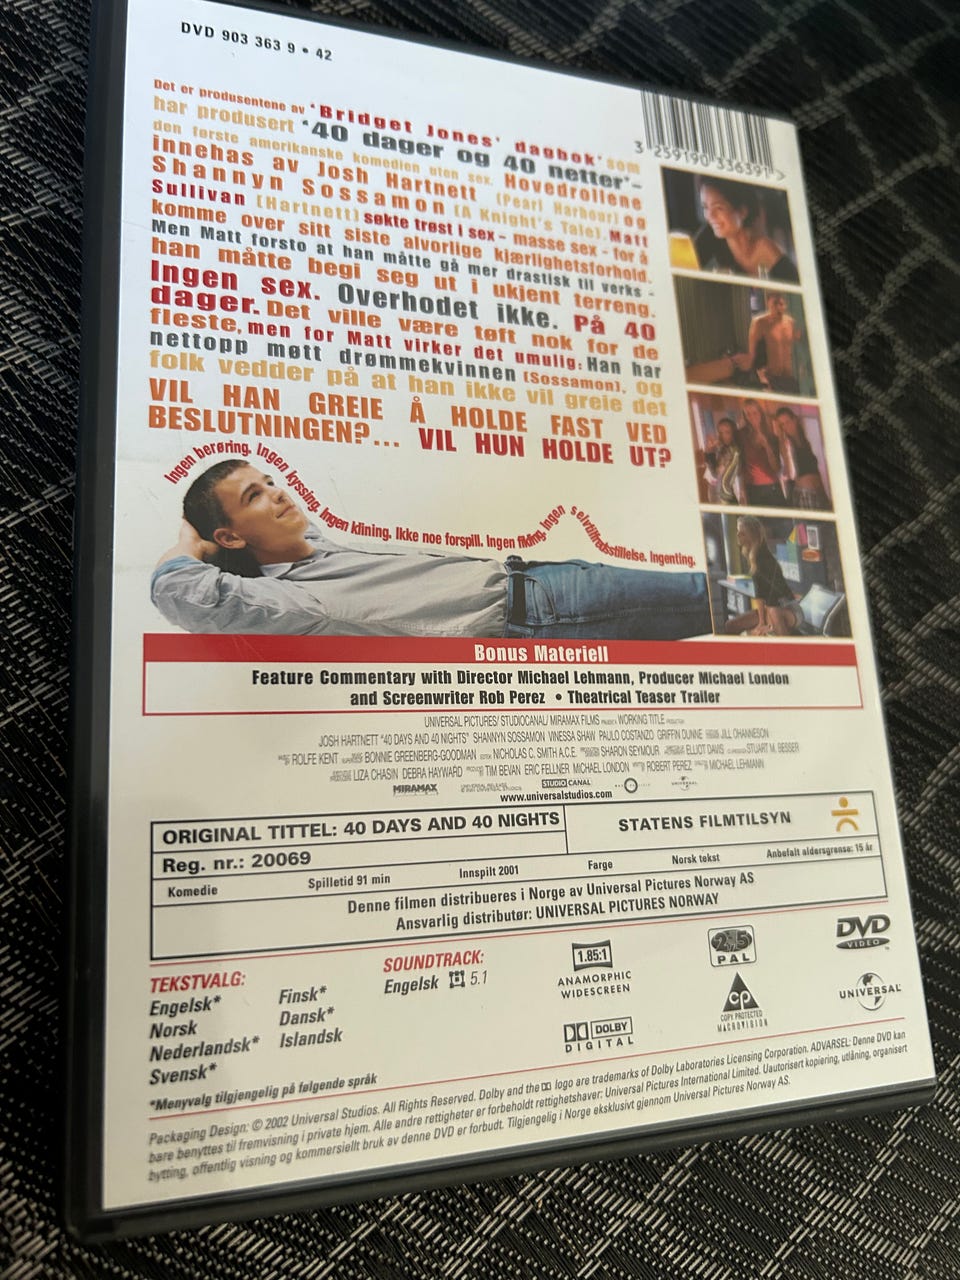 DVD 903 363 9 • 42
3 259190 336391 >
Det er produsentene av 'Bridget Jones' dagbok' som
har produsert '40 dager og 40 netter'-
den første amerikanske komedien uten sex. Hovedrollene
innehas av Josh Hartnett (Pearl Harbour) og
Shannyn Sossamon (A Knight's Tale). Matt
Sullivan (Hartnett) søkte trøst i sex - masse sex - for å
komme over sitt siste alvorlige kjærlighetsforhold.
Men Matt forsto at han måtte gå mer drastisk til verks -
han måtte begi seg ut i ukjent terreng.
Ingen sex. Overhodet ikke. På 40
dager. Det ville være tøft nok for de
fleste, men for Matt virker det umulig: Han har
nettopp møtt drømmekvinnen (Sossamon), og
folk vedder på at han ikke vil greie det
VIL HAN GREIE Å HOLDE FAST VED
BESLUTNINGEN?... VIL HUN HOLDE UT?
Ingen berøring. Ingen kyssing. Ingen klining. Ikke noe forspill. Ingen fikling. Ingen selvtilfredsstillelse. Ingenting.
Bonus Materiell
Feature Commentary with Director Michael Lehmann, Producer Michael London
and Screenwriter Rob Perez • Theatrical Teaser Trailer
UNIVERSAL PICTURES/ STUDIOCANAL/ MIRAMAX FILMS WORKING TITLE
JOSH HARTNETT "40 DAYS AND 40 NIGHTS" SHANNYN SOSSAMON VINESSA SHAW PAULO COSTANZO GRIFFIN DUNNE JILL OHANNESON
ROLFE KENT BONNIE GREENBERG-GOODMAN NICHOLAS C. SMITH A.C.E. SHARON SEYMOUR ELLIOT DAVIS STUART M. BESSER
LIZA CHASIN DEBRA HAYWARD TIM BEVAN ERIC FELLNER MICHAEL LONDON ROBERT PEREZ MICHAEL LEHMANN
MIRAMAX STUDIO CANAL UNIVERSAL
www.universalstudios.com
ORIGINAL TITTEL: 40 DAYS AND 40 NIGHTS
STATENS FILMTILSYN
Reg. nr.: 20069
Komedie Spilletid 91 min Innspilt 2001 Farge Norsk tekst Anbefalt aldersgrense: 15 år
Denne filmen distribueres i Norge av Universal Pictures Norway AS
Ansvarlig distributør: UNIVERSAL PICTURES NORWAY
TEKSTVALG:
Engelsk* Finsk*
Norsk Dansk*
Nederlandsk* Islandsk
Svensk*
*Menyvalg tilgjengelig på følgende språk
SOUNDTRACK:
Engelsk 5.1
1.85:1
ANAMORPHIC
WIDESCREEN
DOLBY
DIGITAL
2,5
PAL
CP
COPY PROTECTED
MACROVISION
DVD
VIDEO
UNIVERSAL
Packaging Design: © 2002 Universal Studios. All Rights Reserved. Dolby and the logo are trademarks of Dolby Laboratories Licensing Corporation. ADVARSEL: Denne DVD kan
bare benyttes til fremvisning i private hjem. Alle andre rettigheter er forbeholdt rettighetshaver: Universal Pictures International Limited. Uautorisert kopiering, utlåning, organisert
bytting, offentlig visning og kommersiellt bruk av denne DVD er forbudt. Tilgjengelig i Norge eksklusivt gjennom Universal Pictures Norway AS.